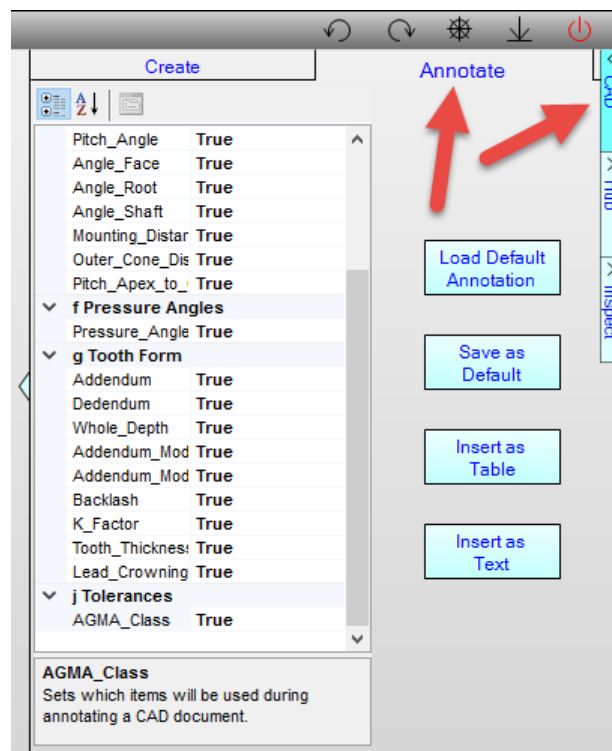 Create
Annotate
CAD
A
Z
Pitch_Angle True
Angle_Face True
Angle_Root True
Angle_Shaft True
Mounting_Distar True
Outer_Cone_Dis True
Pitch_Apex_to_ True
f Pressure Angles
Pressure_Angle True
g Tooth Form
Addendum True
Dedendum True
Whole_Depth True
Addendum_Mod True
Addendum_Mod True
Backlash True
K_Factor True
Tooth_Thickness True
Lead_Crowning True
j Tolerances
AGMA_Class True
Load Default
Annotation
Save as
Default
Insert as
Table
Insert as
Text
Hub
Inspect
AGMA_Class
Sets which items will be used during
annotating a CAD document.